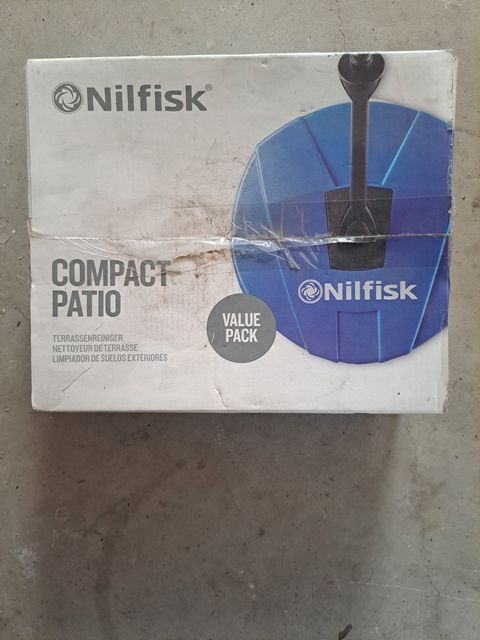 Nilfisk®
COMPACT
PATIO
TERRASSENREINIGER
NETTOYEUR DE TERRASSE
LIMPIADOR DE SUELOS EXTERIORES
VALUE
PACK
Nilfisk